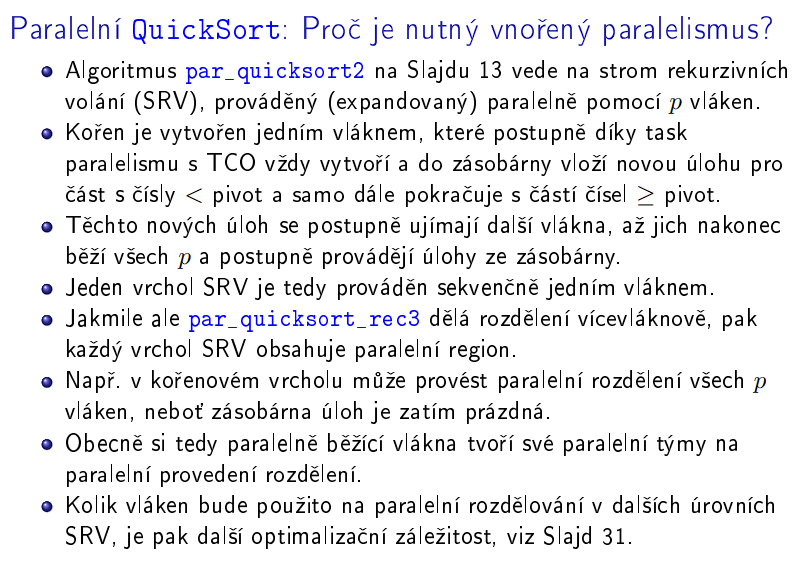 Paralelní QuickSort: Proč je nutný vnořený paralelismus?
Algoritmus par_quicksort2 na Slajdu 13 vede na strom rekurzivních
volání (SRV), prováděný (expandovaný) paralelně pomocí p vláken.
Kořen je vytvořen jedním vláknem, které postupně díky task
paralelismu s TCO vždy vytvoří a do zásobárny vloží novou úlohu pro
část s čísly < pivot a samo dále pokračuje s částí čísel ≥ pivot.
Těchto nových úloh se postupně ujímají další vlákna, až jich nakonec
běží všech p a postupně provádějí úlohy ze zásobárny.
Jeden vrchol SRV je tedy prováděn sekvenčně jedním vláknem.
Jakmile ale par_quicksort_rec3 dělá rozdělení vícevláknově, pak
každý vrchol SRV obsahuje paralelní region.
Např. v kořenovém vrcholu může provést paralelní rozdělení všech p
vláken, neboť zásobárna úloh je zatím prázdná.
Obecně si tedy paralelně běžící vlákna tvoří své paralelní týmy na
paralelní provedení rozdělení.
Kolik vláken bude použito na paralelní rozdělování v dalších úrovních
SRV, je pak další optimalizační záležitost, viz Slajd 31.